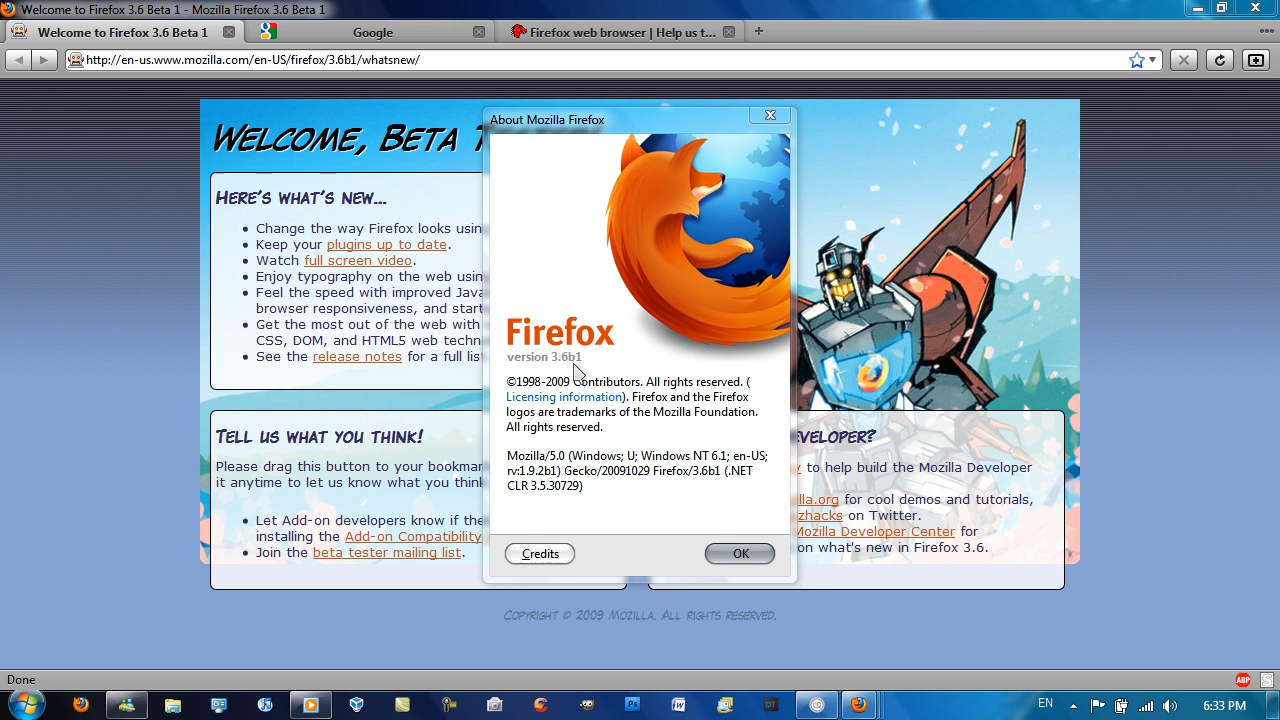 Welcome to Firefox 3.6 Beta 1 - Mozilla Firefox 3.6 Beta 1
Welcome to Firefox 3.6 Beta 1
Google
Firefox web browser | Help us t...
http://en-us.www.mozilla.com/en-US/firefox/3.6b1/whatsnew/
Welcome, Beta T
Here's what's new...
Change the way Firefox looks usin
Keep your plugins up to date.
Watch full screen video.
Enjoy typography on the web usin
Feel the speed with improved Java
browser responsiveness, and start
Get the most out of the web with
CSS, DOM, and HTML5 web techn
See the release notes for a full lis
Tell us what you think!
Please drag this button to your bookmar
it anytime to let us know what you think
Let Add-on developers know if the
installing the Add-on Compatibility
Join the beta tester mailing list.
About Mozilla Firefox
Firefox
version 3.6b1
©1998-2009 Contributors. All rights reserved. (
Licensing information). Firefox and the Firefox
logos are trademarks of the Mozilla Foundation.
All rights reserved.
Mozilla/5.0 (Windows; U; Windows NT 6.1; en-US;
rv:1.9.2b1) Gecko/20091029 Firefox/3.6b1 (.NET
CLR 3.5.30729)
Credits
OK
eveloper?
y to help build the Mozilla Developer
lla.org for cool demos and tutorials,
zhacks on Twitter.
Mozilla Developer Center for
on what's new in Firefox 3.6.
Copyright © 2009 Mozilla. All rights reserved.
Done
ABP
Ps
W
DT
EN
6:33 PM